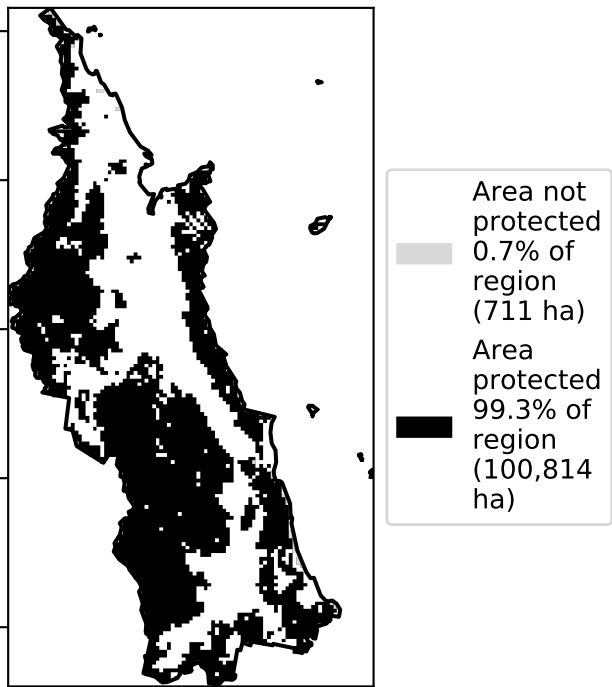 Area not
protected
0.7% of
region
(711 ha)
Area
protected
99.3% of
region
(100,814
ha)